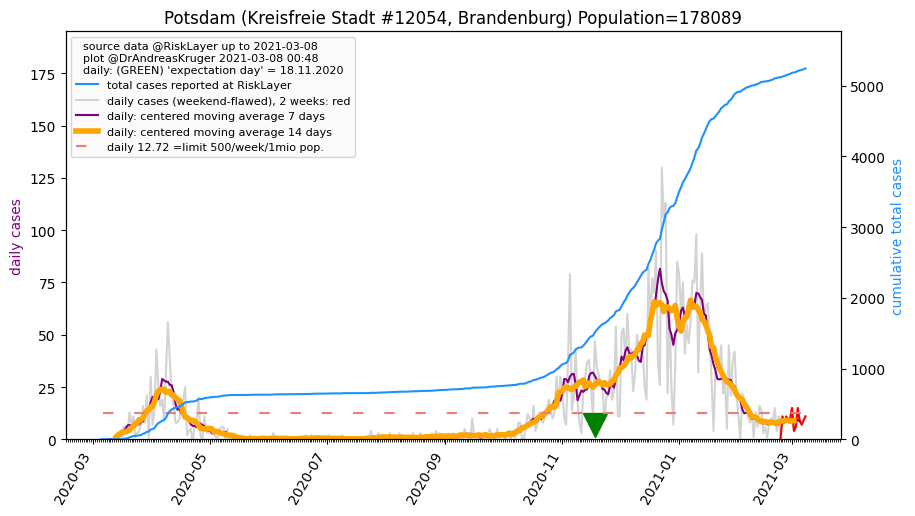 Potsdam (Kreisfreie Stadt #12054, Brandenburg) Population=178089
source data @RiskLayer up to 2021-03-08
plot @DrAndreasKruger 2021-03-08 00:48
daily: (GREEN) 'expectation day' = 18.11.2020
total cases reported at RiskLayer
daily cases (weekend-flawed), 2 weeks: red
daily: centered moving average 7 days
daily: centered moving average 14 days
daily 12.72 =limit 500/week/1mio pop.
daily cases
175
150
125
100
75
50
25
0
cumulative total cases
5000
4000
3000
2000
1000
0
2020-03
2020-05
2020-07
2020-09
2020-11
2021-01
2021-03